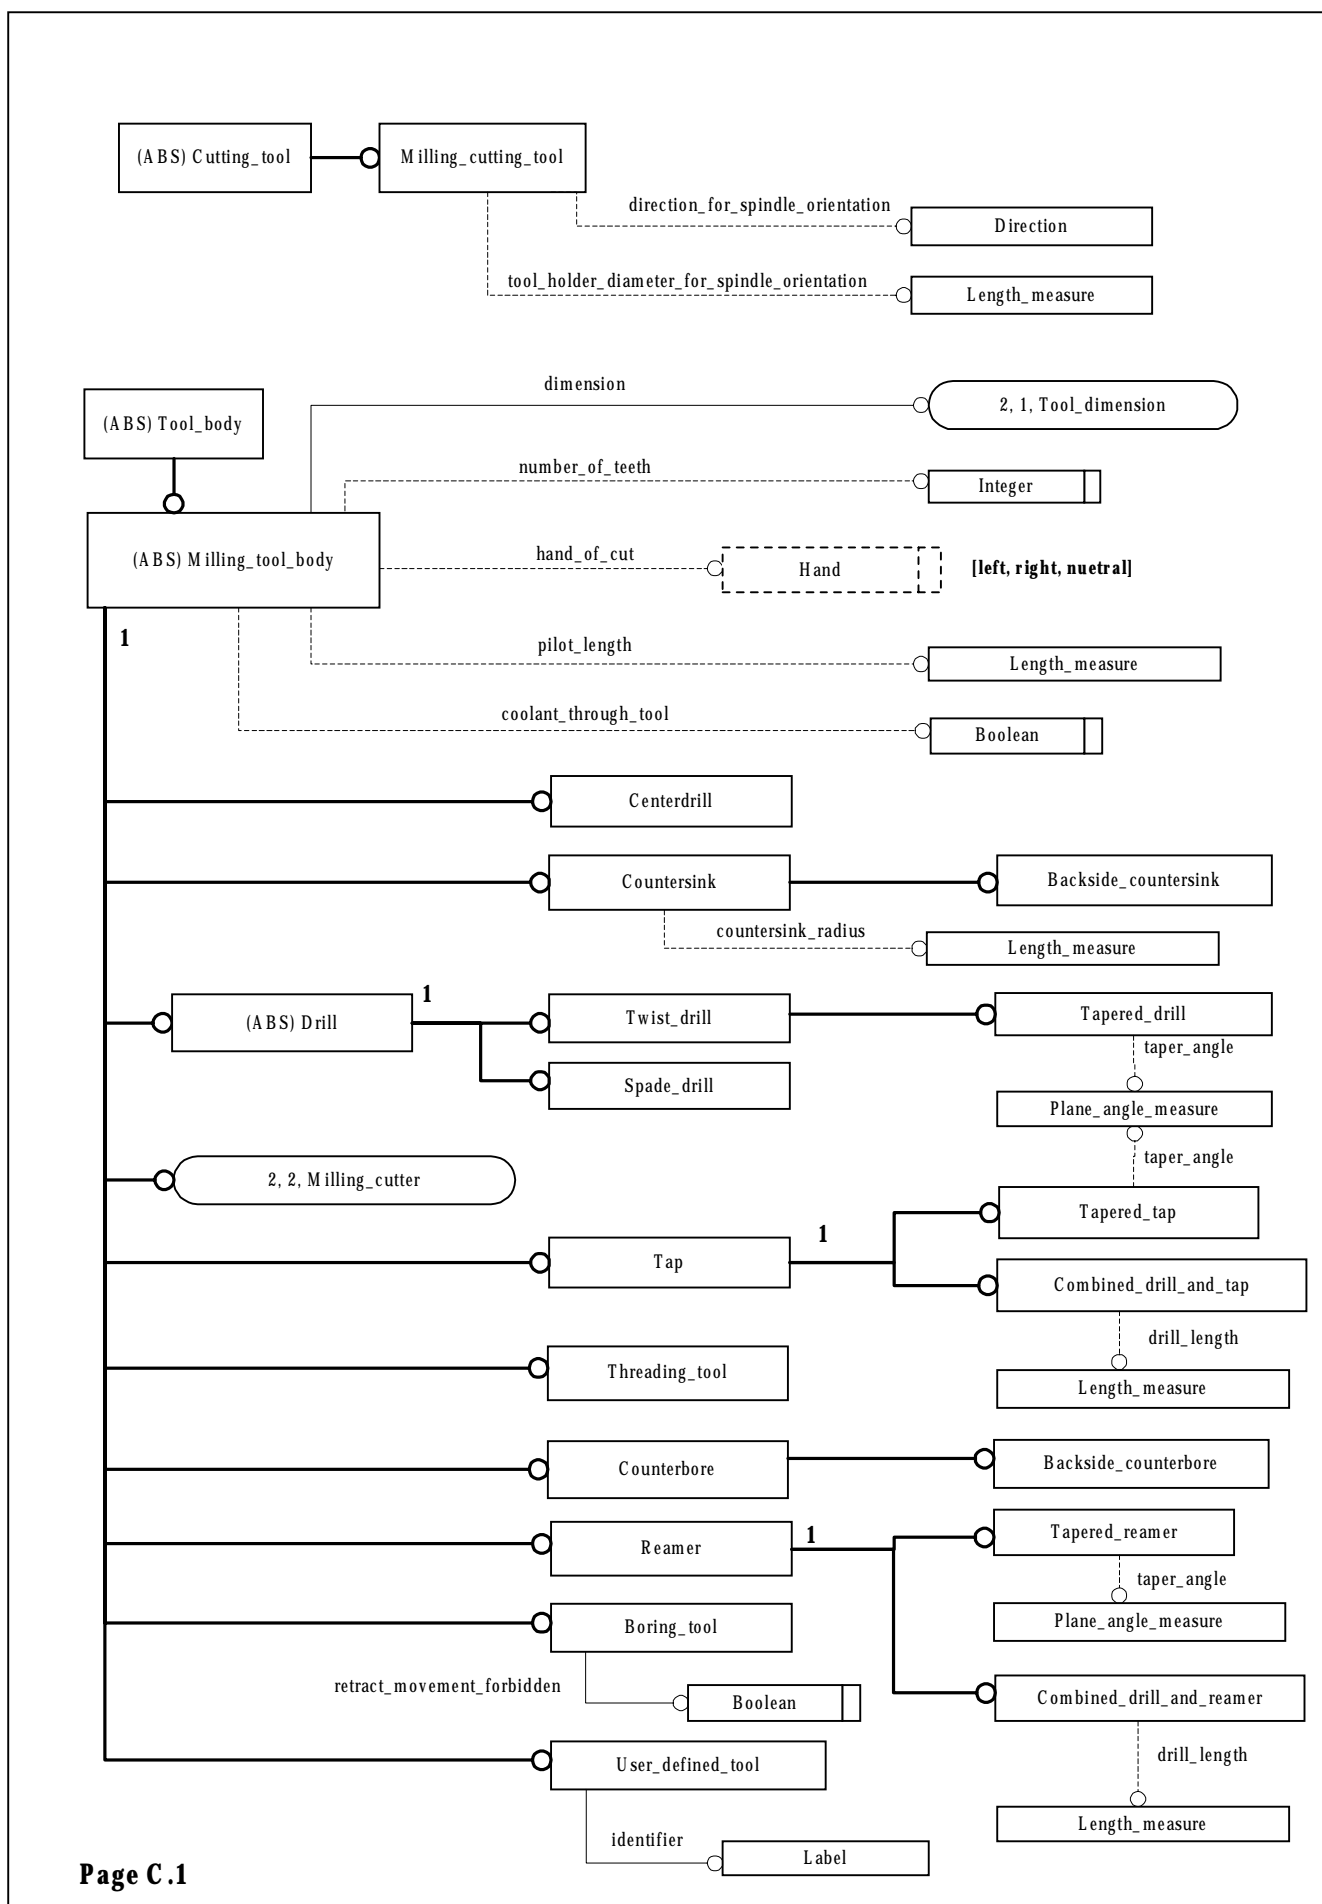 (ABS) Cutting_tool
Milling_cutting_tool
direction_for_spindle_orientation
Direction
tool_holder_diameter_for_spindle_orientation
Length_measure
dimension
2, 1, Tool_dimension
(ABS) Tool_body
number_of_teeth
Integer
(ABS) Milling_tool_body
hand_of_cut
Hand
[left, right, nuetral]
1
pilot_length
Length_measure
coolant_through_tool
Boolean
Centerdrill
Countersink
Backside_countersink
countersink_radius
Length_measure
(ABS) Drill
1
Twist_drill
Tapered_drill
taper_angle
Spade_drill
Plane_angle_measure
taper_angle
2, 2, Milling_cutter
Tapered_tap
Tap
1
Combined_drill_and_tap
drill_length
Threading_tool
Length_measure
Counterbore
Backside_counterbore
Reamer
1
Tapered_reamer
taper_angle
Plane_angle_measure
Boring_tool
retract_movement_forbidden
Boolean
Combined_drill_and_reamer
drill_length
User_defined_tool
Length_measure
identifier
Label
Page C.1